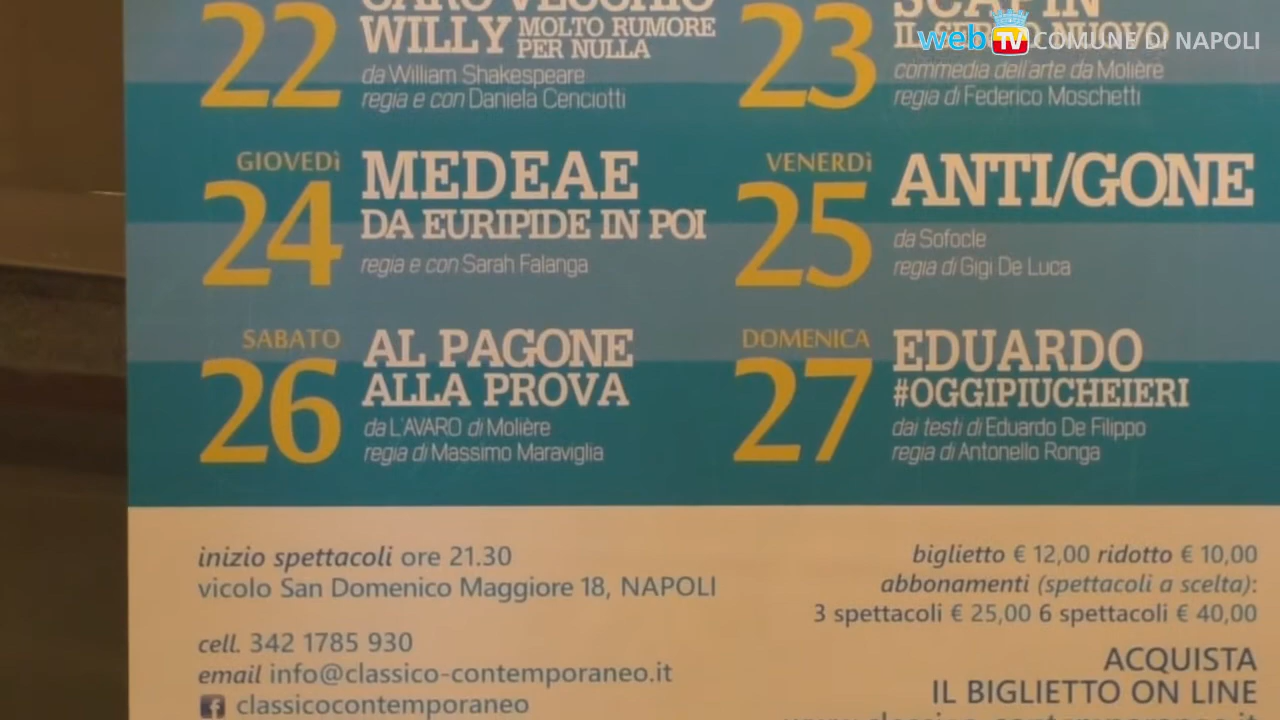 web TV COMUNE DI NAPOLI
22
CARO VECCHIO
WILLY MOLTO RUMORE
PER NULLA
da William Shakespeare
regia e con Daniela Cenciotti
23
commedia dell'arte da Molière
regia di Federico Moschetti
GIOVEDì
24
MEDEAE
DA EURIPIDE IN POI
regia e con Sarah Falanga
VENERDì
25
ANTI/GONE
da Sofocle
regia di Gigi De Luca
SABATO
26
AL PAGONE
ALLA PROVA
da L'AVARO di Molière
regia di Massimo Maraviglia
DOMENICA
27
EDUARDO
#OGGIPIUCHEIERI
dai testi di Eduardo De Filippo
regia di Antonello Ronga
inizio spettacoli ore 21.30
vicolo San Domenico Maggiore 18, NAPOLI
cell. 342 1785 930
email info@classico-contemporaneo.it
f classicocontemporaneo
biglietto € 12,00 ridotto € 10,00
abbonamenti (spettacoli a scelta):
3 spettacoli € 25,00 6 spettacoli € 40,00
ACQUISTA
IL BIGLIETTO ON LINE